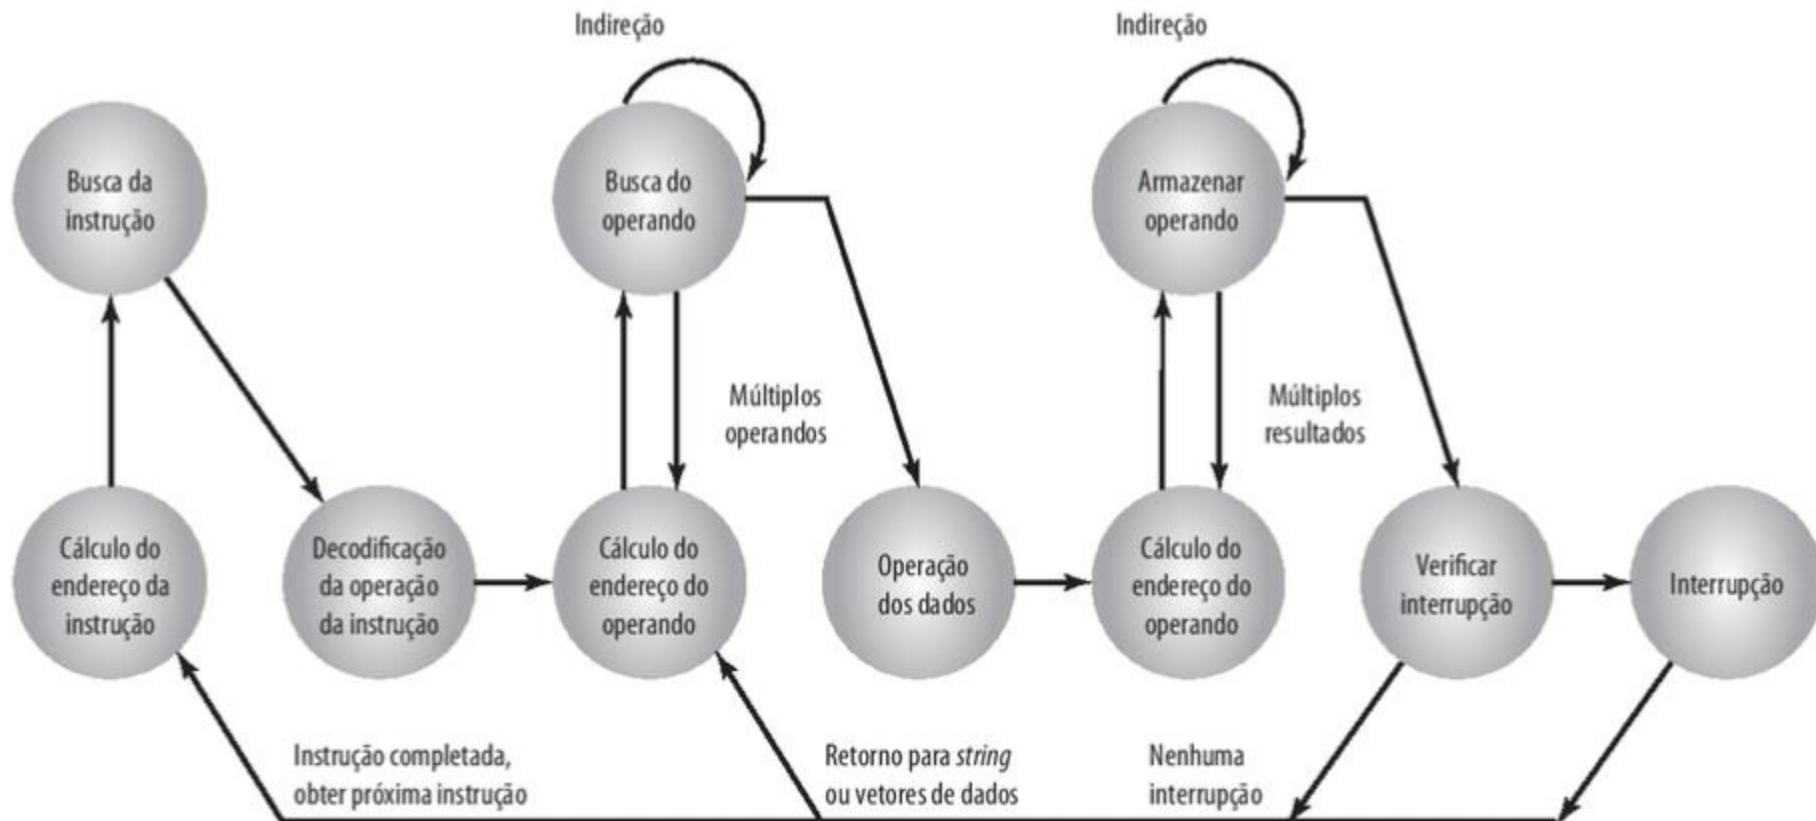 Indireção
Indireção
Busca da
instrução
Busca do
operando
Armazenar
operando
Múltiplos
operandos
Múltiplos
resultados
Cálculo do
endereço da
instrução
Decodificação
da operação
da instrução
Cálculo do
endereço do
operando
Operação
dos dados
Cálculo do
endereço do
operando
Verificar
interrupção
Interrupção
Instrução completada,
obter próxima instrução
Retorno para string
ou vetores de dados
Nenhuma
interrupção